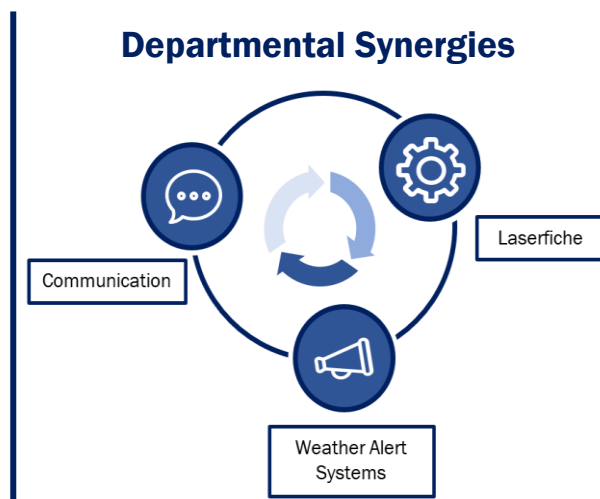 Departmental Synergies
Communication
Laserfiche
Weather Alert
Systems